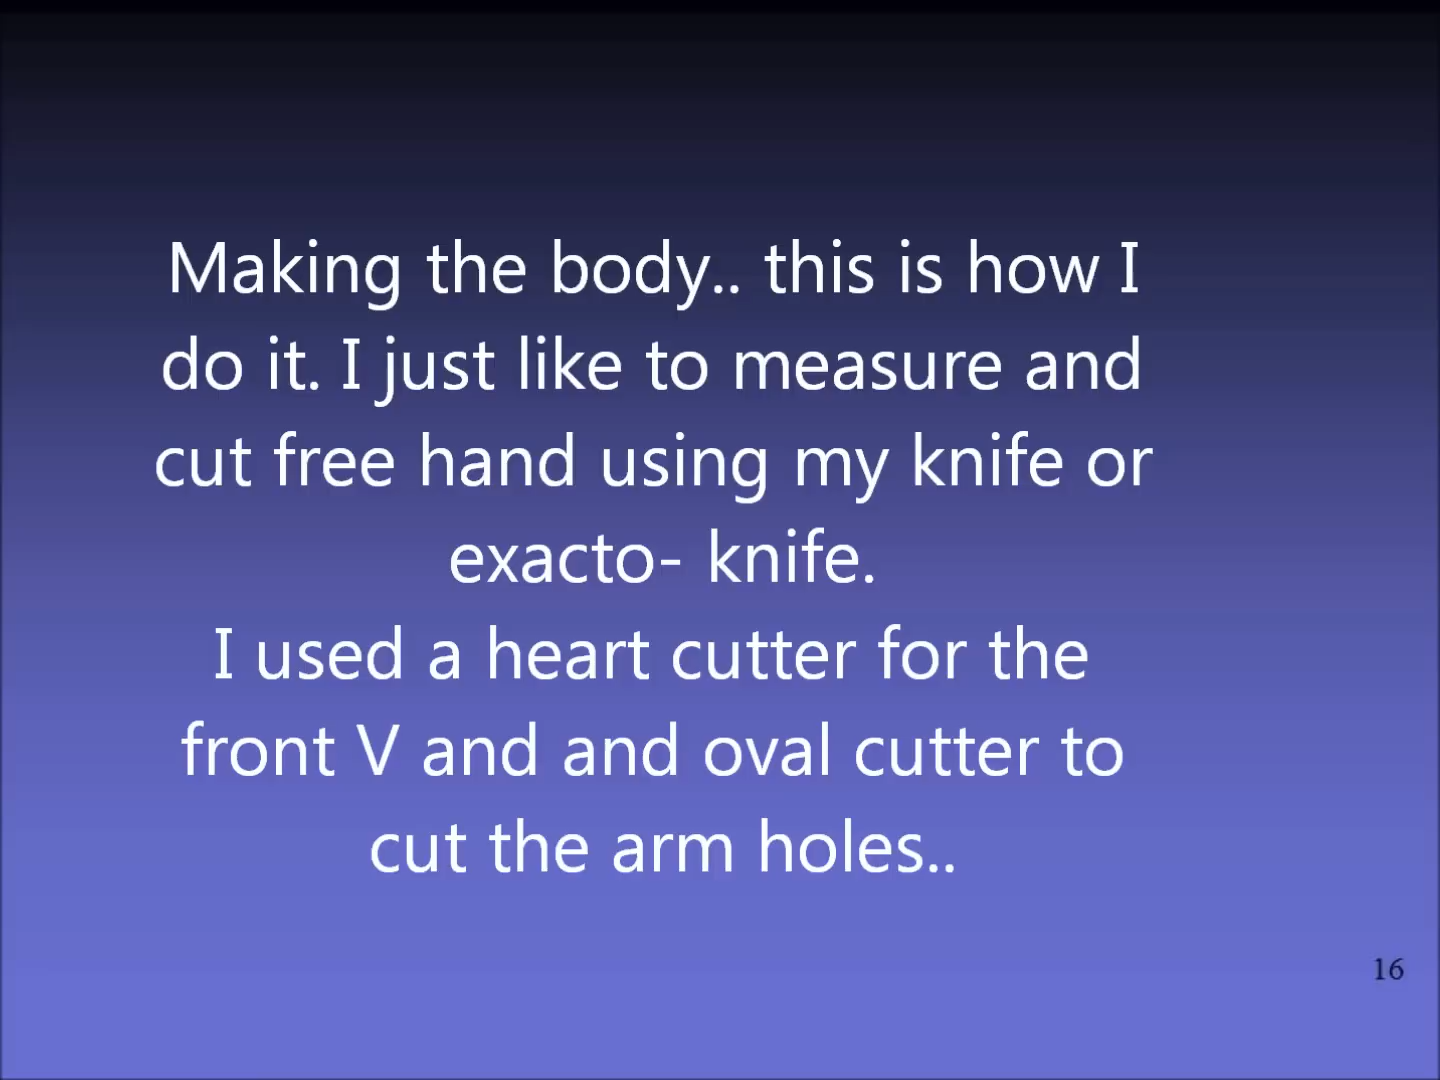 Making the body.. this is how I
do it. I just like to measure and
cut free hand using my knife or
exacto- knife.
I used a heart cutter for the
front V and and oval cutter to
cut the arm holes..
16